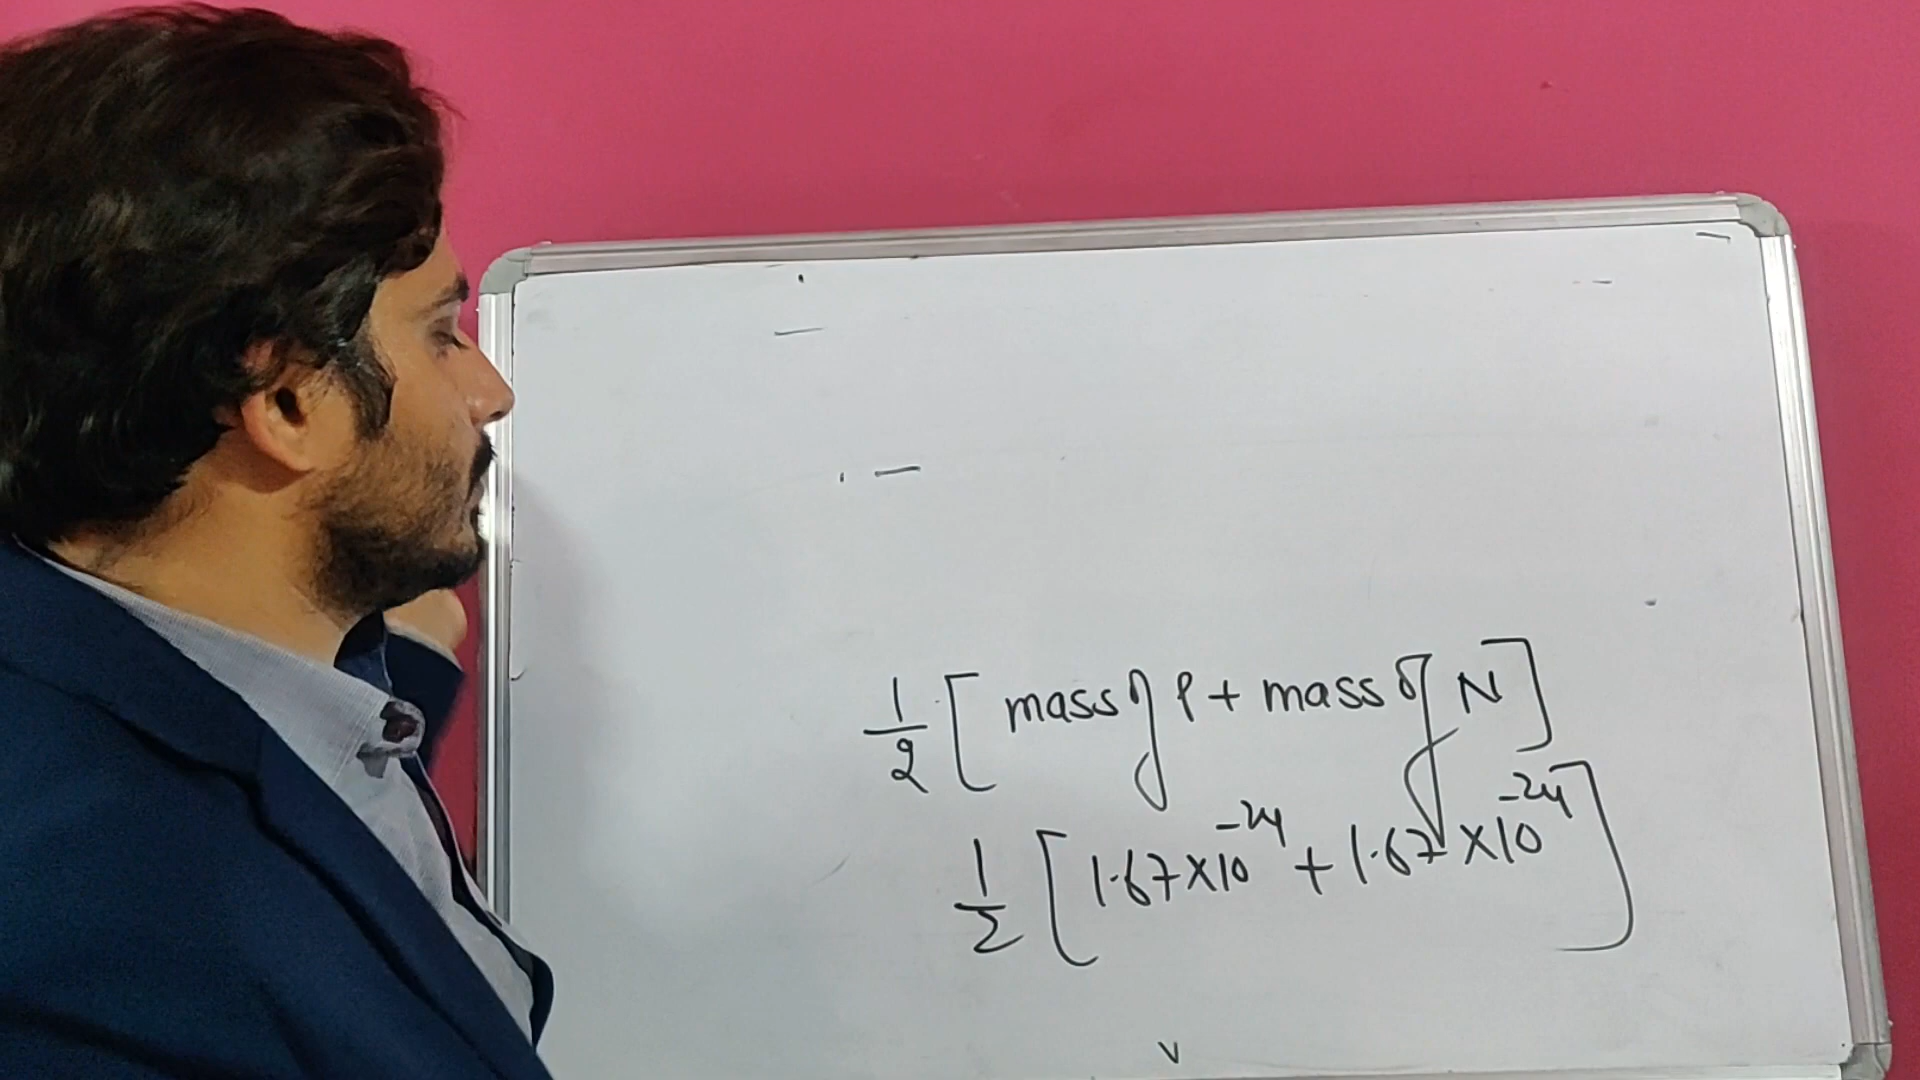 1/2 [mass of P + mass of N]
1/2 [1.67×10⁻²⁴ + 1.67×10⁻²⁴]